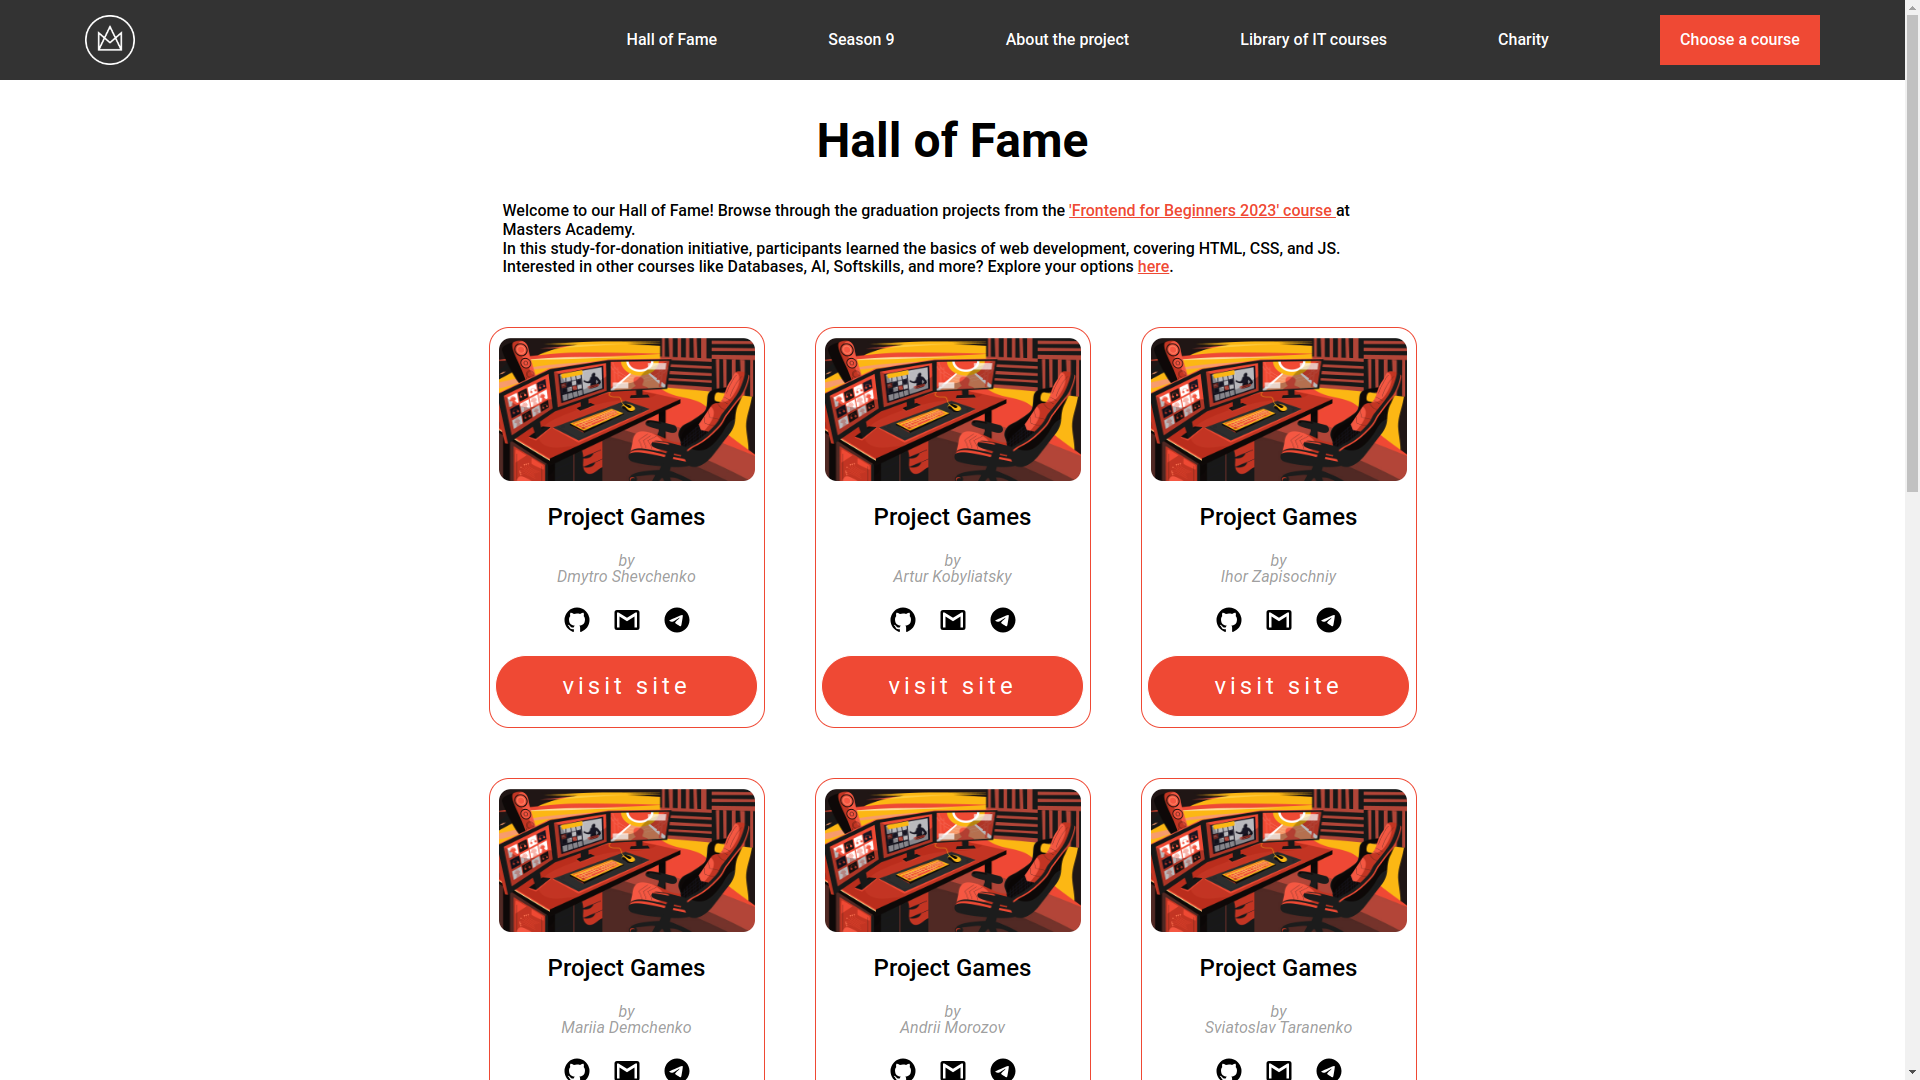 Hall of Fame
Season 9
About the project
Library of IT courses
Charity
Choose a course
Hall of Fame
Welcome to our Hall of Fame! Browse through the graduation projects from the 'Frontend for Beginners 2023' course at
Masters Academy.
In this study-for-donation initiative, participants learned the basics of web development, covering HTML, CSS, and JS.
Interested in other courses like Databases, AI, Softskills, and more? Explore your options here.
Project Games
by
Dmytro Shevchenko
visit site
Project Games
by
Artur Kobyliatsky
visit site
Project Games
by
Ihor Zapisochniy
visit site
Project Games
by
Mariia Demchenko
Project Games
by
Andrii Morozov
Project Games
by
Sviatoslav Taranenko